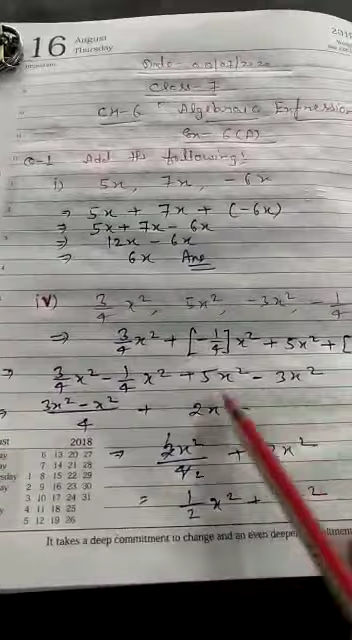 16 August
Thursday
2018
Class - 7
CH-6 " Algebraic Expression
Ex - 6(A)
Q-1 Add the following:
i) 5x, 7x, -6x
⇒ 5x + 7x + (-6x)
⇒ 5x + 7x - 6x
⇒ 12x - 6x
⇒ 6x Ans
iv) 3/4 x², 5x², -3x², -1/4
⇒ 3/4 x² + [-1/4] x² + 5x² + [
⇒ 3/4 x² - 1/4 x² + 5x² - 3x²
3x² - x²/4 + 2x
⇒ 2x²/4 2 + x²
= 1/2 x² + 2
2018
6 13 20 27
7 14 21 28
1 8 15 22 29
2 9 16 23 30
3 10 17 24 31
4 11 18 25
5 12 19 26
It takes a deep commitment to change and an even deeper